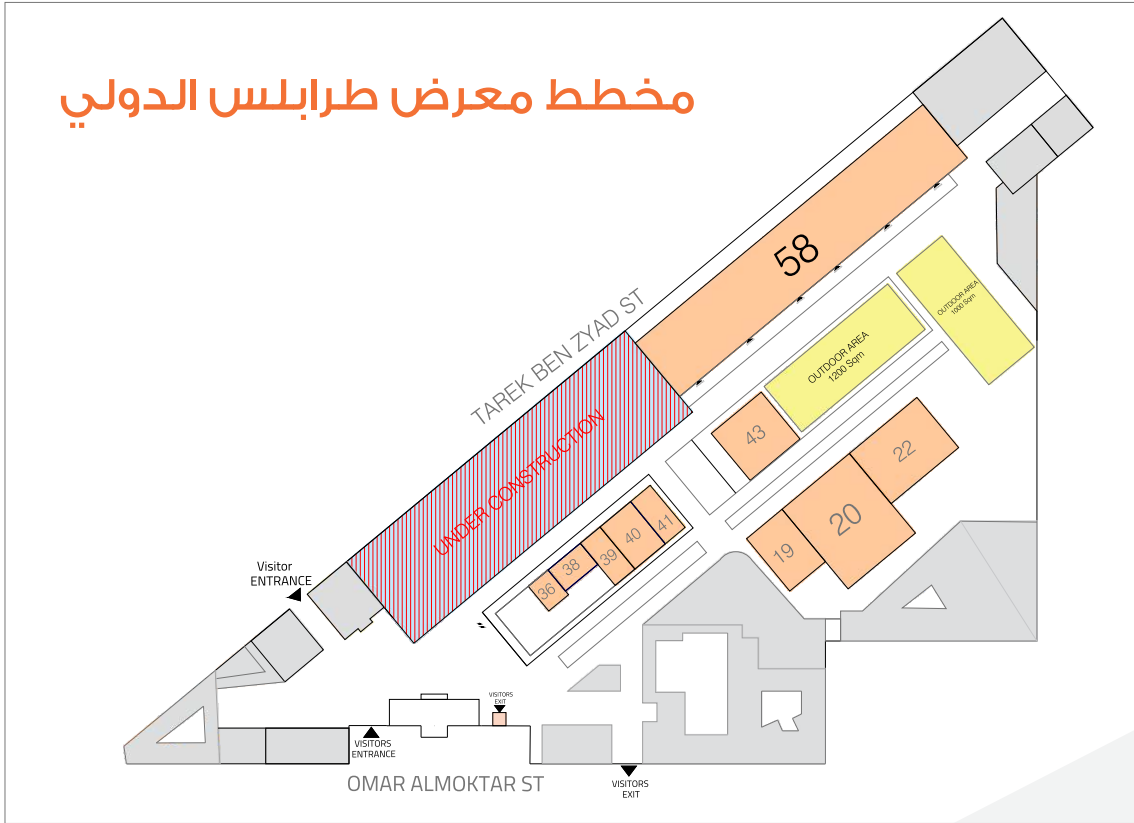 مخطط معرض طرابلس الدولي
58
TAREK BEN ZYAD ST
OUTDOOR AREA
1000 Sqm
OUTDOOR AREA
1200 Sqm
43
22
20
19
UNDER CONSTRUCTION
41
40
39
38
36
Visitor
ENTRANCE
VISITORS
EXIT
VISITORS
ENTRANCE
OMAR ALMOKTAR ST
VISITORS
EXIT